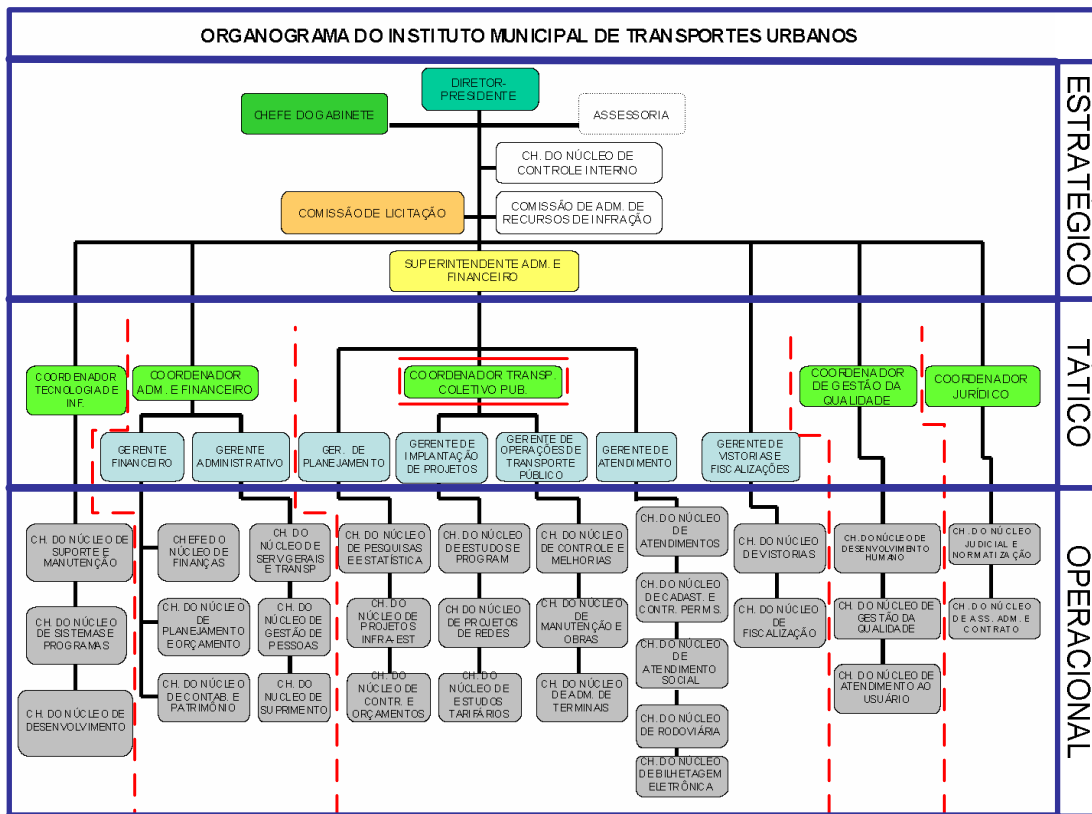 ORGANOGRAMA DO INSTITUTO MUNICIPAL DE TRANSPORTES URBANOS
ESTRATÉGICO
DIRETOR-
PRESIDENTE
CHEFE DO GABINETE
ASSESSORIA
CH. DO NÚCLEO DE
CONTROLE INTERNO
COMISSÃO DE LICITAÇÃO
COMISSÃO DE ADM. DE
RECURSOS DE INFRAÇÃO
SUPERINTENDENTE ADM. E
FINANCEIRO
TÁTICO
COORDENADOR
TECNOLOGIA DE
INF.
COORDENADOR
ADM. E FINANCEIRO
COORDENADOR TRANSP.
COLETIVO PUB.
COORDENADOR
DE GESTÃO DA
QUALIDADE
COORDENADOR
JURÍDICO
GERENTE
FINANCEIRO
GERENTE
ADMINISTRATIVO
GER. DE
PLANEJAMENTO
GERENTE DE
IMPLANTAÇÃO
DE PROJETOS
GERENTE DE
OPERAÇÕES DE
TRANSPORTE
PÚBLICO
GERENTE DE
ATENDIMENTO
GERENTE DE
VISTORIAS E
FISCALIZAÇÕES
OPERACIONAL
CH. DO NÚCLEO DE
SUPORTE E
MANUTENÇÃO
CHEFE DO
NÚCLEO DE
FINANÇAS
CH. DO
NÚCLEO DE
SERV GERAIS
E TRANSP
CH. DO NÚCLEO
DE PESQUISAS
E ESTATÍSTICA
CH. DO NÚCLEO
DE ESTUDOS E
PROGRAM.
CH. DO NÚCLEO
DE CONTROLE E
MELHORIAS
CH. DO NÚCLEO
DE
ATENDIMENTOS
CH. DO NÚCLEO
DE VISTORIAS
CH. DO NÚCLEO DE
DESENVOLVIMENTO
HUMANO
CH. DO NÚCLEO
JUDICIAL E
NORMATIZAÇÃO
CH. DO NÚCLEO
DE SISTEMAS E
PROGRAMAS
CH. DO NÚCLEO
DE
PLANEJAMENTO
E ORÇAMENTO
CH. DO
NÚCLEO DE
GESTÃO DE
PESSOAS
CH. DO
NÚCLEO DE
PROJETOS
INFRA-EST
CH. DO NÚCLEO
DE PROJETOS
DE REDES
CH. DO NÚCLEO
DE
MANUTENÇÃO E
OBRAS
CH. DO NÚCLEO
DE CADAST. E
CONTR. PERMS.
CH. DO NÚCLEO
DE
FISCALIZAÇÃO
CH. DO NÚCLEO DE
GESTÃO DA
QUALIDADE
CH. DO NÚCLEO
DE ASS. ADM. E
CONTRATO
CH. DO NÚCLEO DE
DESENVOLVIMENTO
CH. DO NÚCLEO
DE CONTAB. E
PATRIMÔNIO
CH. DO
NUCLEO DE
SUPRIMENTO
CH. DO
NÚCLEO DE
CONTR. E
ORÇAMENTOS
CH. DO
NÚCLEO DE
ESTUDOS
TARIFÁRIOS
CH. DO NÚCLEO
DE ADM. DE
TERMINAIS
CH. DO NÚCLEO
DE
ATENDIMENTO
SOCIAL
CH. DO NÚCLEO DE
ATENDIMENTO AO
USUÁRIO
CH. DO NÚCLEO
DE RODOVIÁRIA
CH. DO NÚCLEO
DE BILHETAGEM
ELETRÔNICA